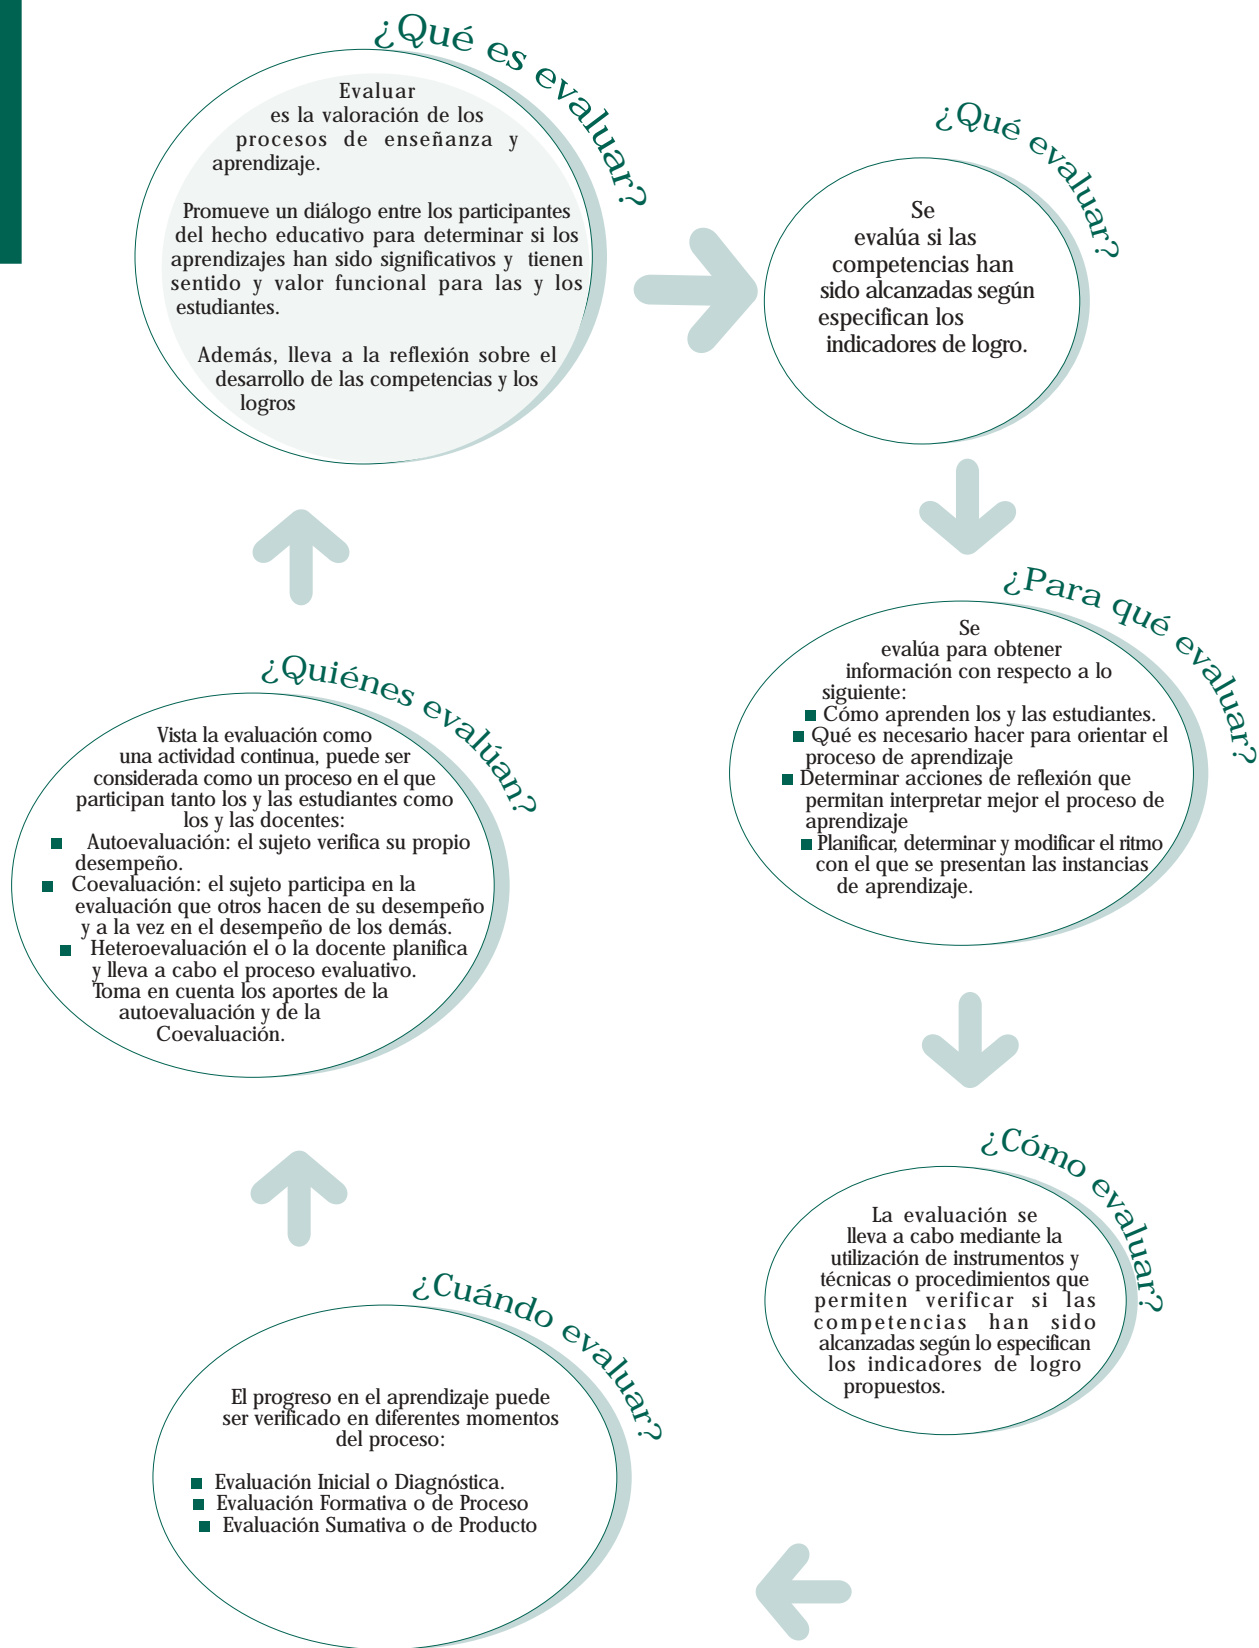 ¿Qué es evaluar?
Evaluar
es la valoración de los
procesos de enseñanza y
aprendizaje.
Promueve un diálogo entre los participantes
del hecho educativo para determinar si los
aprendizajes han sido significativos y tienen
sentido y valor funcional para las y los
estudiantes.
Además, lleva a la reflexión sobre el
desarrollo de las competencias y los
logros
¿Qué evaluar?
Se
evalúa si las
competencias han
sido alcanzadas según
especifican los
indicadores de logro.
¿Para qué evaluar?
Se
evalúa para obtener
información con respecto a lo
siguiente:
Cómo aprenden los y las estudiantes.
Qué es necesario hacer para orientar el
proceso de aprendizaje
Determinar acciones de reflexión que
permitan interpretar mejor el proceso de
aprendizaje
Planificar, determinar y modificar el ritmo
con el que se presentan las instancias
de aprendizaje.
¿Cómo evaluar?
La evaluación se
lleva a cabo mediante la
utilización de instrumentos y
técnicas o procedimientos que
permiten verificar si las
competencias han sido
alcanzadas según lo especifican
los indicadores de logro
propuestos.
¿Cuándo evaluar?
El progreso en el aprendizaje puede
ser verificado en diferentes momentos
del proceso:
Evaluación Inicial o Diagnóstica.
Evaluación Formativa o de Proceso
Evaluación Sumativa o de Producto
¿Quiénes evalúan?
Vista la evaluación como
una actividad continua, puede ser
considerada como un proceso en el que
participan tanto los y las estudiantes como
los y las docentes:
Autoevaluación: el sujeto verifica su propio
desempeño.
Coevaluación: el sujeto participa en la
evaluación que otros hacen de su desempeño
y a la vez en el desempeño de los demás.
Heteroevaluación el o la docente planifica
y lleva a cabo el proceso evaluativo.
Toma en cuenta los aportes de la
autoevaluación y de la
Coevaluación.